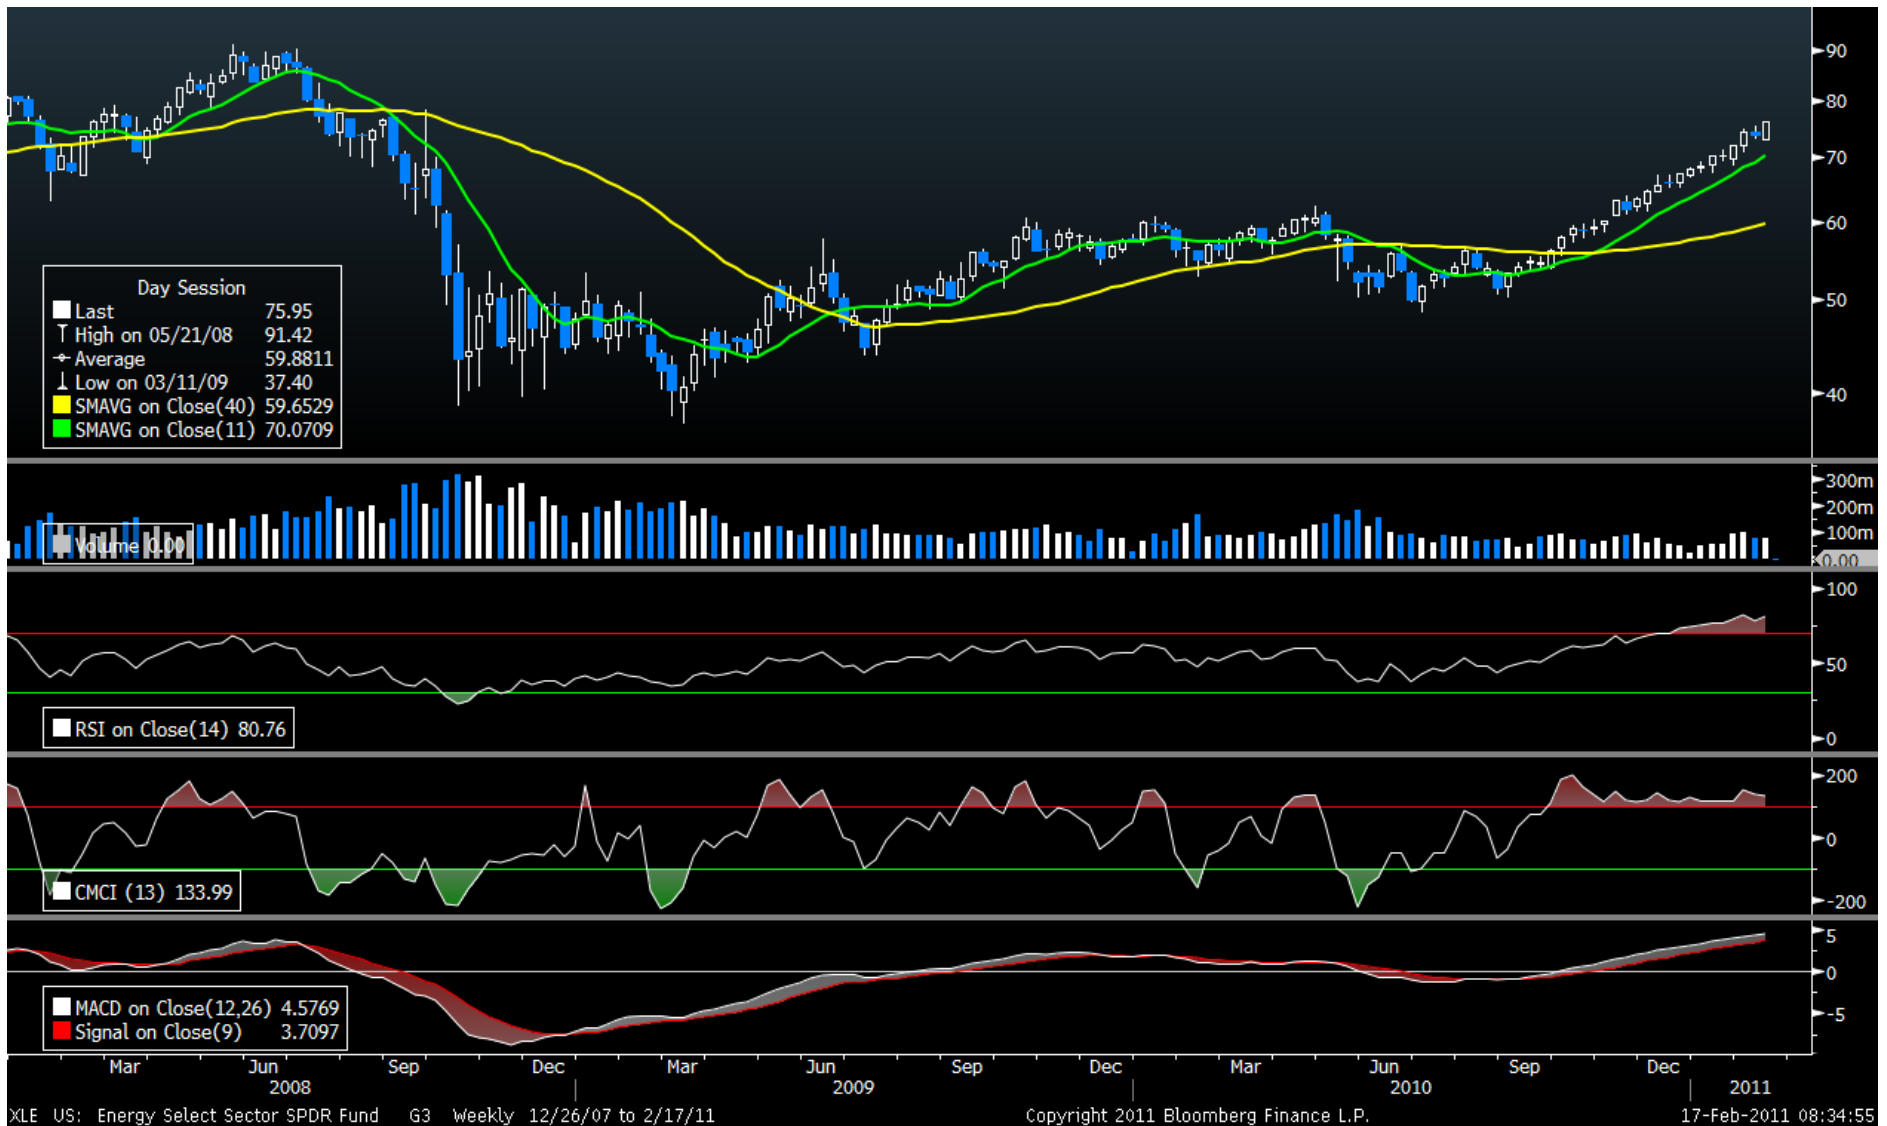 90
80
70
60
50
40
Day Session
Last 75.95
High on 05/21/08 91.42
Average 59.8811
Low on 03/11/09 37.40
SMAVG on Close(40) 59.6529
SMAVG on Close(11) 70.0709
300m
200m
100m
0.00
Volume 0.00
100
50
0
RSI on Close(14) 80.76
200
0
-200
CMCI (13) 133.99
5
0
-5
MACD on Close(12,26) 4.5769
Signal on Close(9) 3.7097
Mar Jun Sep Dec Mar Jun Sep Dec Mar Jun Sep Dec
2008 2009 2010 2011
XLE US: Energy Select Sector SPDR Fund G3 Weekly 12/26/07 to 2/17/11 Copyright 2011 Bloomberg Finance L.P. 17-Feb-2011 08:34:55